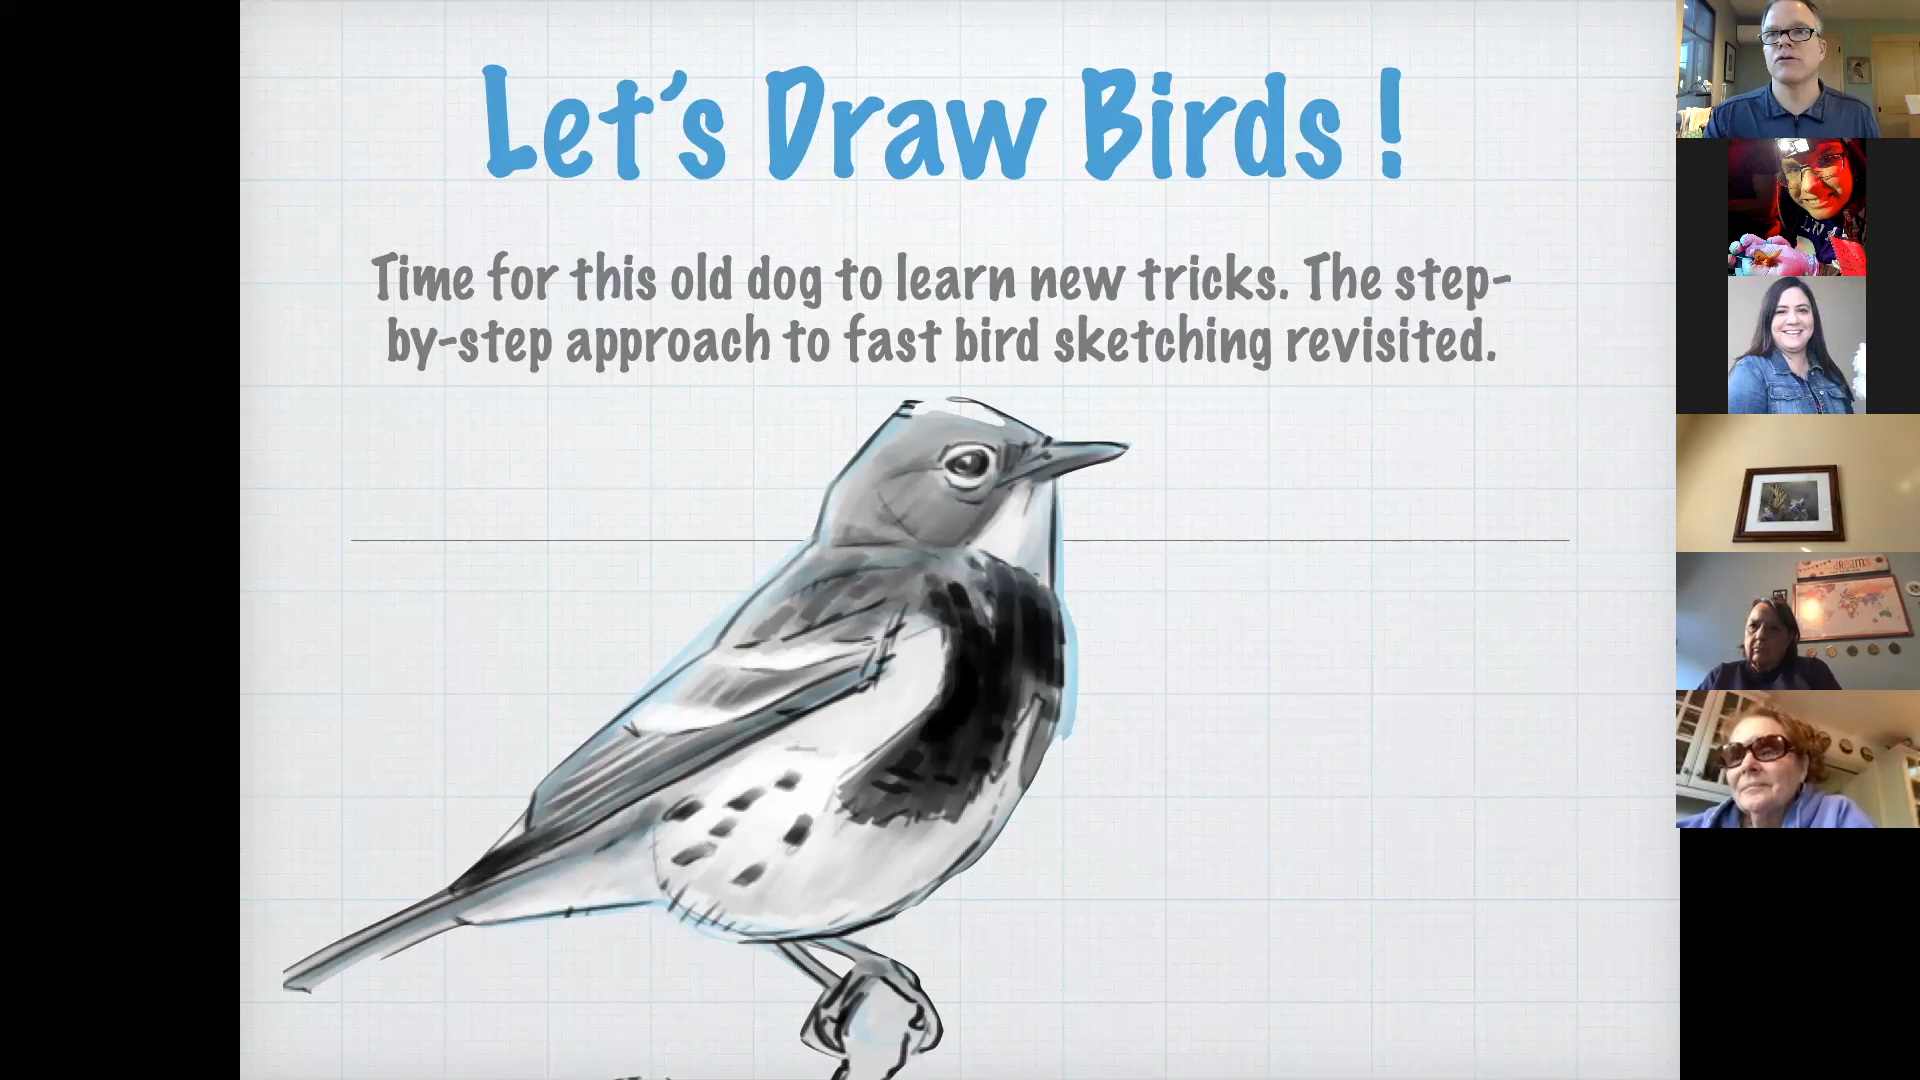 Let's Draw Birds !
Time for this old dog to learn new tricks. The step-
by-step approach to fast bird sketching revisited.
dREAMS